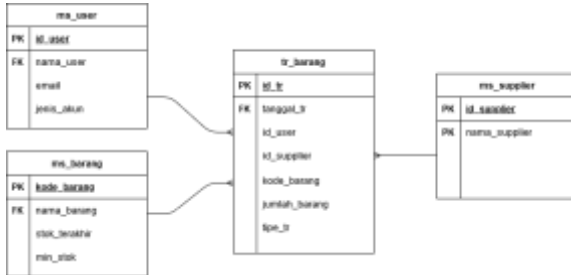 ms_user
PK id_user
FK nama_user
email
jenis_akun
ms_barang
PK kode_barang
FK nama_barang
stok_terakhir
min_stok
tr_barang
PK id_tr
FK tanggal_tr
id_user
id_supplier
kode_barang
jumlah_barang
tipe_tr
ms_supplier
PK id_supplier
PK nama_supplier